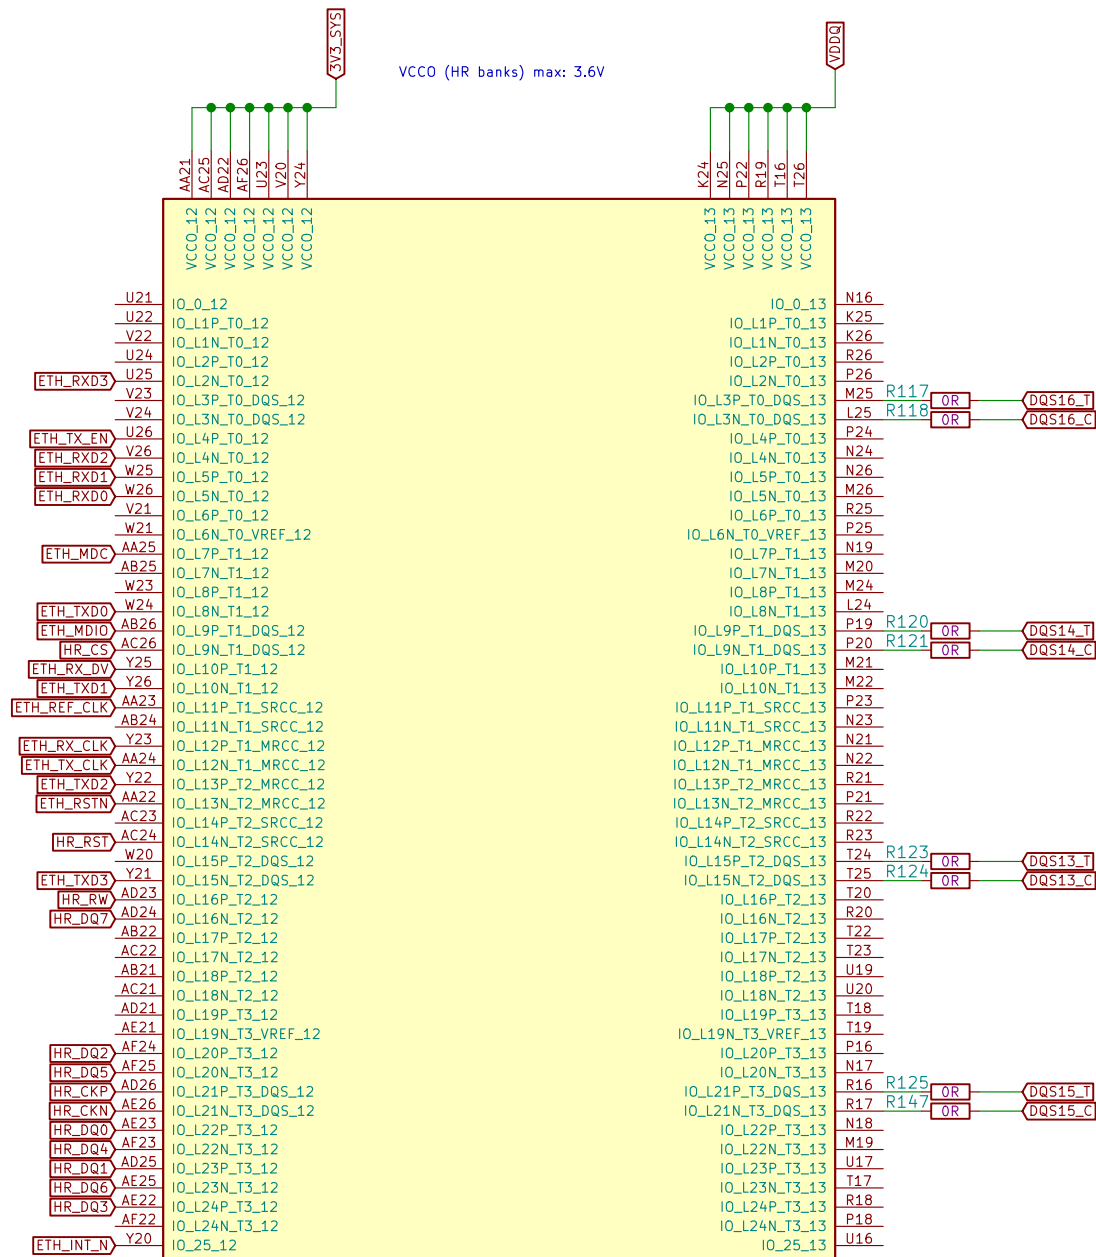 3V3_SYS
VCCO (HR banks) max: 3.6V
VDDQ
AA21 AC25 AD22 AF26 U23 V20 Y24 K24 N25 P22 R19 T16 T26
VCCO_12 VCCO_12 VCCO_12 VCCO_12 VCCO_12 VCCO_12 VCCO_12 VCCO_13 VCCO_13 VCCO_13 VCCO_13 VCCO_13 VCCO_13
U21 IO_0_12 IO_0_13 N16
U22 IO_L1P_T0_12 IO_L1P_T0_13 K25
V22 IO_L1N_T0_12 IO_L1N_T0_13 K26
U24 IO_L2P_T0_12 IO_L2P_T0_13 R26
ETH_RXD3 U25 IO_L2N_T0_12 IO_L2N_T0_13 P26
V23 IO_L3P_T0_DQS_12 IO_L3P_T0_DQS_13 M25 R117 0R DQS16_T
V24 IO_L3N_T0_DQS_12 IO_L3N_T0_DQS_13 L25 R118 0R DQS16_C
ETH_TX_EN U26 IO_L4P_T0_12 IO_L4P_T0_13 P24
ETH_RXD2 V26 IO_L4N_T0_12 IO_L4N_T0_13 N24
ETH_RXD1 W25 IO_L5P_T0_12 IO_L5P_T0_13 N26
ETH_RXD0 W26 IO_L5N_T0_12 IO_L5N_T0_13 M26
V21 IO_L6P_T0_12 IO_L6P_T0_13 R25
W21 IO_L6N_T0_VREF_12 IO_L6N_T0_VREF_13 P25
ETH_MDC AA25 IO_L7P_T1_12 IO_L7P_T1_13 N19
AB25 IO_L7N_T1_12 IO_L7N_T1_13 M20
W23 IO_L8P_T1_12 IO_L8P_T1_13 M24
ETH_TXD0 W24 IO_L8N_T1_12 IO_L8N_T1_13 L24
ETH_MDIO AB26 IO_L9P_T1_DQS_12 IO_L9P_T1_DQS_13 P19 R120 0R DQS14_T
HR_CS AC26 IO_L9N_T1_DQS_12 IO_L9N_T1_DQS_13 P20 R121 0R DQS14_C
ETH_RX_DV Y25 IO_L10P_T1_12 IO_L10P_T1_13 M21
ETH_TXD1 Y26 IO_L10N_T1_12 IO_L10N_T1_13 M22
ETH_REF_CLK AA23 IO_L11P_T1_SRCC_12 IO_L11P_T1_SRCC_13 P23
AB24 IO_L11N_T1_SRCC_12 IO_L11N_T1_SRCC_13 N23
ETH_RX_CLK Y23 IO_L12P_T1_MRCC_12 IO_L12P_T1_MRCC_13 N21
ETH_TX_CLK AA24 IO_L12N_T1_MRCC_12 IO_L12N_T1_MRCC_13 N22
ETH_TXD2 Y22 IO_L13P_T2_MRCC_12 IO_L13P_T2_MRCC_13 R21
ETH_RSTN AA22 IO_L13N_T2_MRCC_12 IO_L13N_T2_MRCC_13 P21
AC23 IO_L14P_T2_SRCC_12 IO_L14P_T2_SRCC_13 R22
HR_RST AC24 IO_L14N_T2_SRCC_12 IO_L14N_T2_SRCC_13 R23
W20 IO_L15P_T2_DQS_12 IO_L15P_T2_DQS_13 T24 R123 0R DQS13_T
ETH_TXD3 Y21 IO_L15N_T2_DQS_12 IO_L15N_T2_DQS_13 T25 R124 0R DQS13_C
HR_RW AD23 IO_L16P_T2_12 IO_L16P_T2_13 T20
HR_DQ7 AD24 IO_L16N_T2_12 IO_L16N_T2_13 R20
AB22 IO_L17P_T2_12 IO_L17P_T2_13 T22
AC22 IO_L17N_T2_12 IO_L17N_T2_13 T23
AB21 IO_L18P_T2_12 IO_L18P_T2_13 U19
AC21 IO_L18N_T2_12 IO_L18N_T2_13 U20
AD21 IO_L19P_T3_12 IO_L19P_T3_13 T18
AE21 IO_L19N_T3_VREF_12 IO_L19N_T3_VREF_13 T19
HR_DQ2 AF24 IO_L20P_T3_12 IO_L20P_T3_13 P16
HR_DQ5 AF25 IO_L20N_T3_12 IO_L20N_T3_13 N17
HR_CKP AD26 IO_L21P_T3_DQS_12 IO_L21P_T3_DQS_13 R16 R125 0R DQS15_T
HR_CKN AE26 IO_L21N_T3_DQS_12 IO_L21N_T3_DQS_13 R17 R147 0R DQS15_C
HR_DQ0 AE23 IO_L22P_T3_12 IO_L22P_T3_13 N18
HR_DQ4 AF23 IO_L22N_T3_12 IO_L22N_T3_13 M19
HR_DQ1 AD25 IO_L23P_T3_12 IO_L23P_T3_13 U17
HR_DQ6 AE25 IO_L23N_T3_12 IO_L23N_T3_13 T17
HR_DQ3 AE22 IO_L24P_T3_12 IO_L24P_T3_13 R18
AF22 IO_L24N_T3_12 IO_L24N_T3_13 P18
ETH_INT_N Y20 IO_25_12 IO_25_13 U16